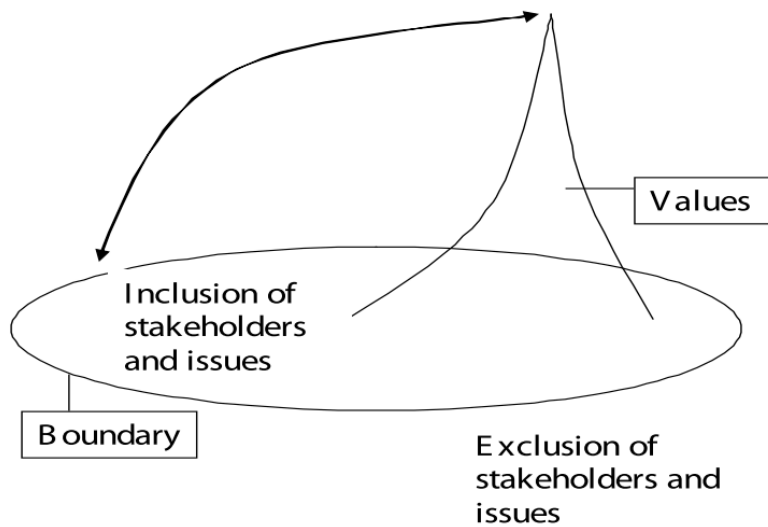 Values
Inclusion of
stakeholders
and issues
Boundary
Exclusion of
stakeholders and
issues